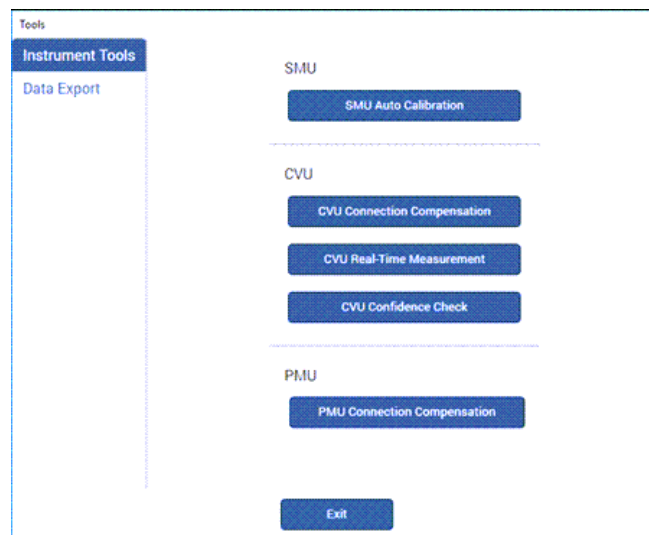 Tools
Instrument Tools
Data Export
SMU
SMU Auto Calibration
CVU
CVU Connection Compensation
CVU Real-Time Measurement
CVU Confidence Check
PMU
PMU Connection Compensation
Exit